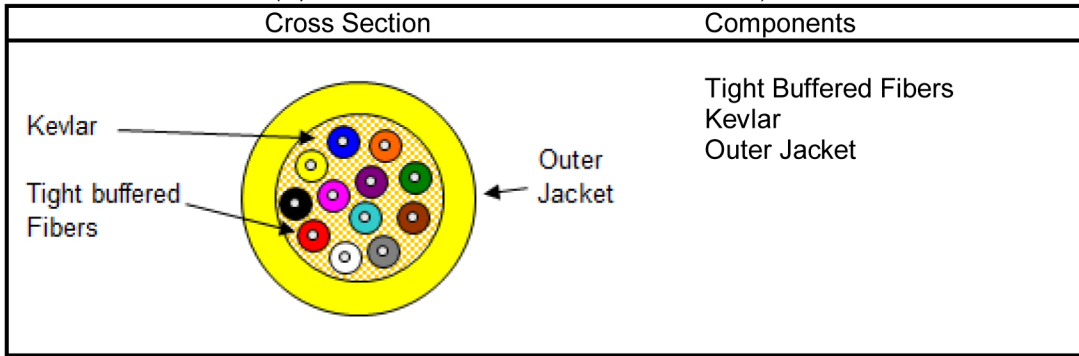 Cross Section
Components
Kevlar
Tight buffered
Fibers
Outer
Jacket
Tight Buffered Fibers
Kevlar
Outer Jacket